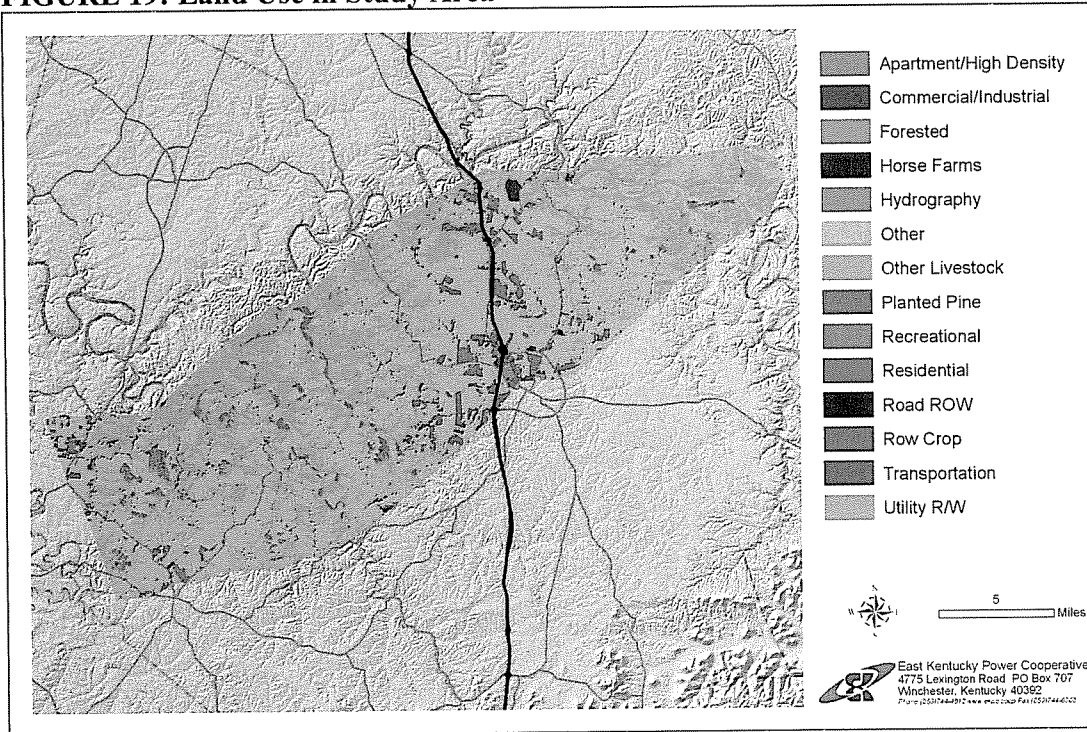 FIGURE 19: Land Use in Study Area
Apartment/High Density
Commercial/Industrial
Forested
Horse Farms
Hydrography
Other
Other Livestock
Planted Pine
Recreational
Residential
Road ROW
Row Crop
Transportation
Utility R/W
5
Miles
East Kentucky Power Cooperative
4775 Lexington Road PO Box 707
Winchester, Kentucky 40392